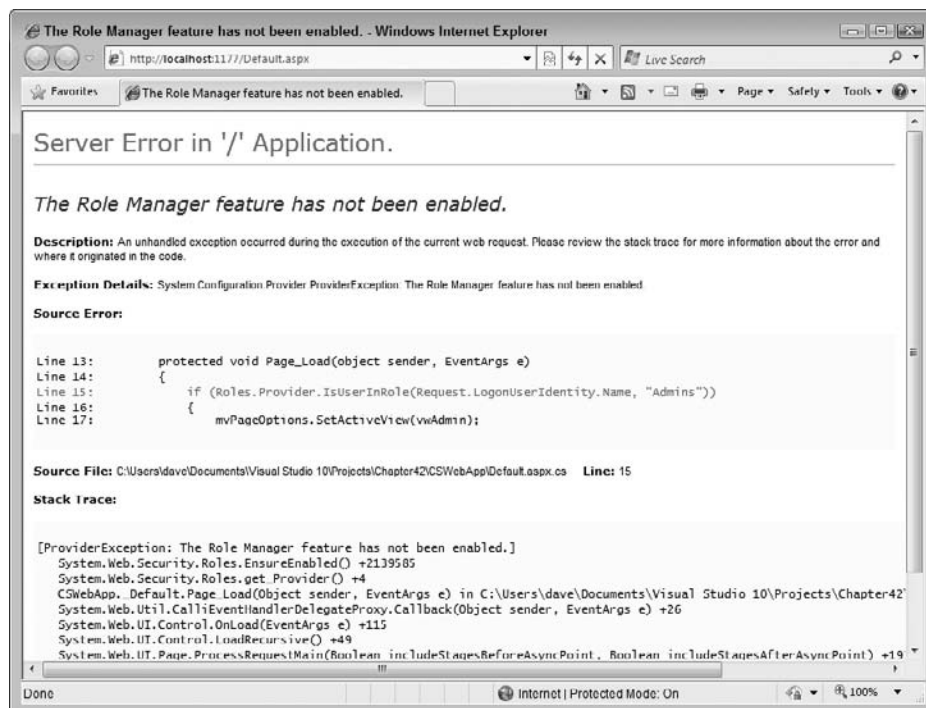 The Role Manager feature has not been enabled. - Windows Internet Explorer
http://localhost:1177/Default.aspx
Live Search
Favorites
The Role Manager feature has not been enabled.
Page
Safety
Tools
Server Error in '/' Application.
The Role Manager feature has not been enabled.
Description: An unhandled exception occurred during the execution of the current web request. Please review the stack trace for more information about the error and
where it originated in the code.
Exception Details: System.Configuration.Provider.ProviderException: The Role Manager feature has not been enabled.
Source Error:
Line 13: protected void Page_Load(object sender, EventArgs e)
Line 14: {
Line 15: if (Roles.Provider.IsUserInRole(Request.LogonUserIdentity.Name, "Admins"))
Line 16: {
Line 17: mvPageOptions.SetActiveView(vwAdmin);
Source File: C:\Users\dave\Documents\Visual Studio 10\Projects\Chapter42\CSWebApp\Default.aspx.cs Line: 15
Stack Trace:
[ProviderException: The Role Manager feature has not been enabled.]
System.Web.Security.Roles.EnsureEnabled() +2139585
System.Web.Security.Roles.get_Provider() +4
CSWebApp._Default.Page_Load(Object sender, EventArgs e) in C:\Users\dave\Documents\Visual Studio 10\Projects\Chapter42\
System.Web.Util.CalliEventHandlerDelegateProxy.Callback(Object sender, EventArgs e) +26
System.Web.UI.Control.OnLoad(EventArgs e) +115
System.Web.UI.Control.LoadRecursive() +49
System.Web.UI.Page.ProcessRequestMain(Boolean includeStagesBeforeAsyncPoint, Boolean includeStagesAfterAsyncPoint) +19
Done
Internet | Protected Mode: On
100%